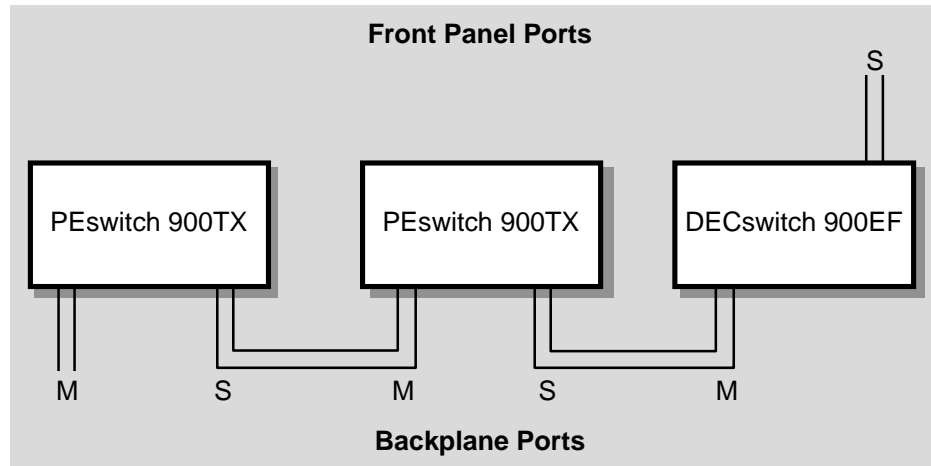 Front Panel Ports
S
PEswitch 900TX PEswitch 900TX DECswitch 900EF
M S M S M
Backplane Ports